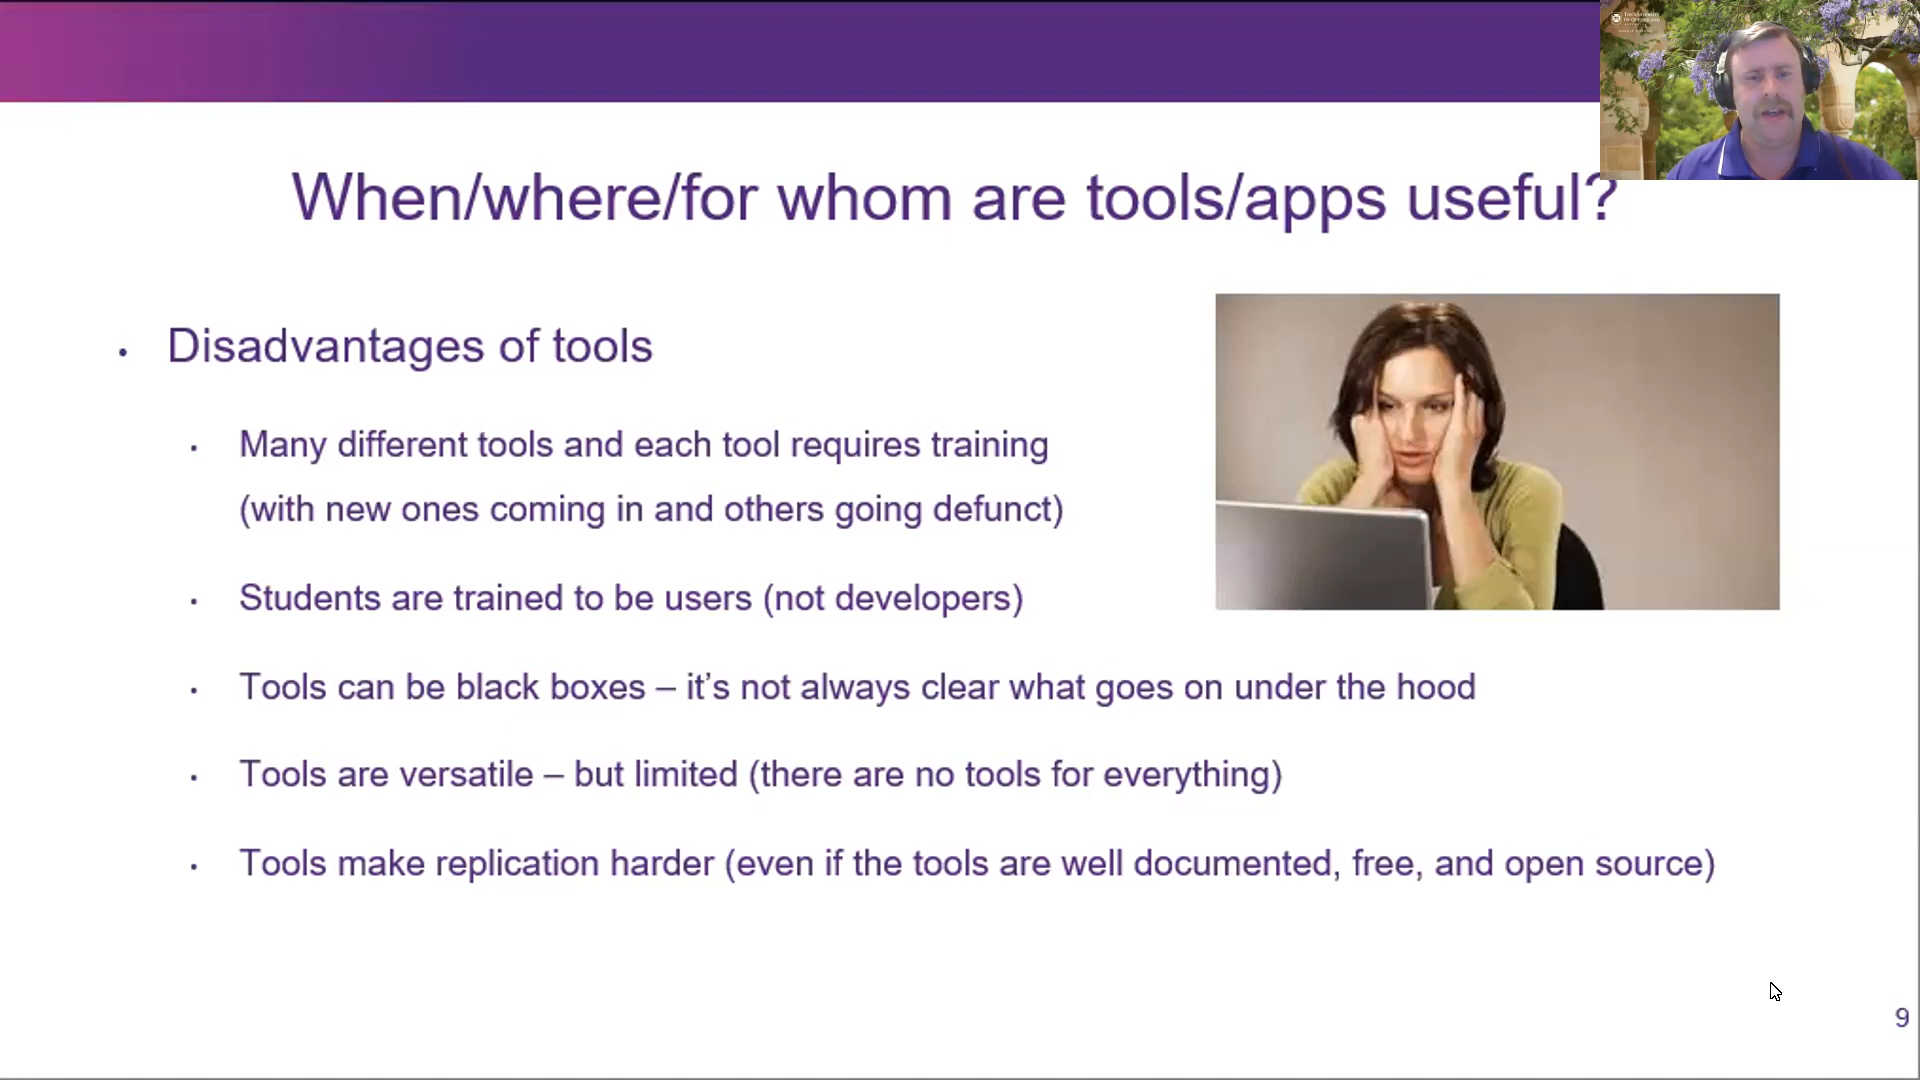 THE UNIVERSITY
OF QUEENSLAND
When/where/for whom are tools/apps useful?
• Disadvantages of tools
• Many different tools and each tool requires training
(with new ones coming in and others going defunct)
• Students are trained to be users (not developers)
• Tools can be black boxes – it’s not always clear what goes on under the hood
• Tools are versatile – but limited (there are no tools for everything)
• Tools make replication harder (even if the tools are well documented, free, and open source)
9